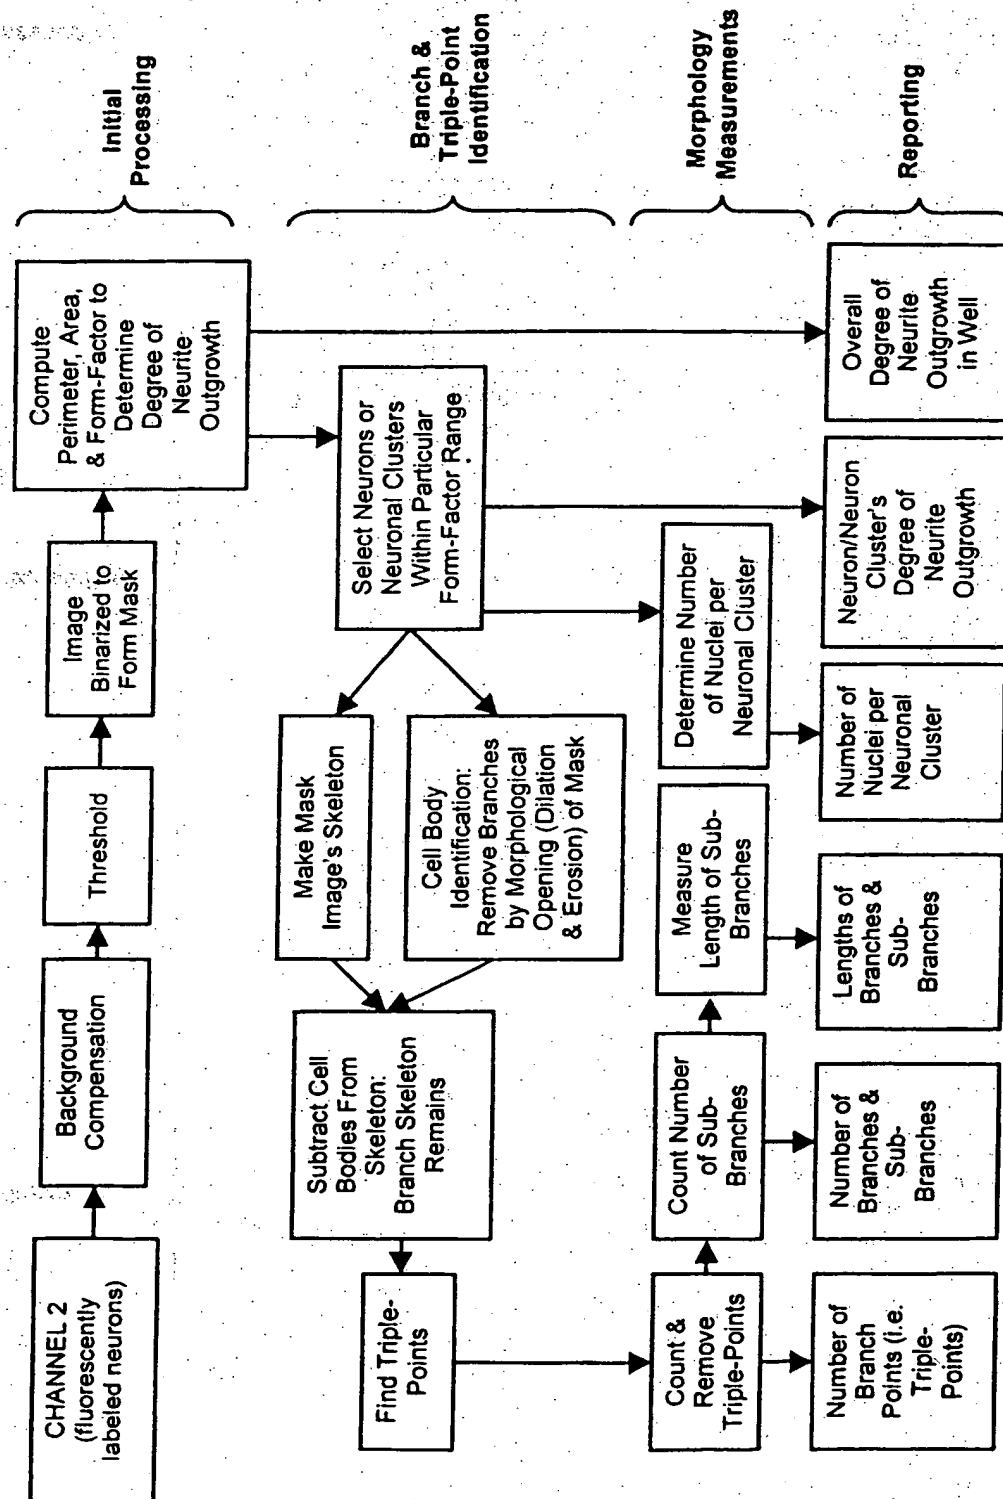 CHANNEL 2
(fluorescently
labeled neurons)
Background
Compensation
Threshold
Image
Binarized to
Form Mask
Compute
Perimeter, Area,
& Form-Factor to
Determine
Degree of
Neurite
Outgrowth
Initial
Processing
Find Triple-
Points
Subtract Cell
Bodies From
Skeleton:
Branch Skeleton
Remains
Make Mask
Image's Skeleton
Cell Body
Identification:
Remove Branches
by Morphological
Opening (Dilation
& Erosion) of Mask
Select Neurons or
Neuronal Clusters
Within Particular
Form-Factor Range
Branch &
Triple-Point
Identification
Count &
Remove
Triple-Points
Count Number
of Sub-
Branches
Measure
Length of Sub-
Branches
Determine Number
of Nuclei per
Neuronal Cluster
Morphology
Measurements
Number of
Branch
Points (i.e.
Triple-
Points)
Number of
Branches &
Sub-
Branches
Lengths of
Branches &
Sub-
Branches
Number of
Nuclei per
Neuronal
Cluster
Neuron/Neuron
Cluster's
Degree of
Neurite
Outgrowth
Overall
Degree of
Neurite
Outgrowth
in Well
Reporting